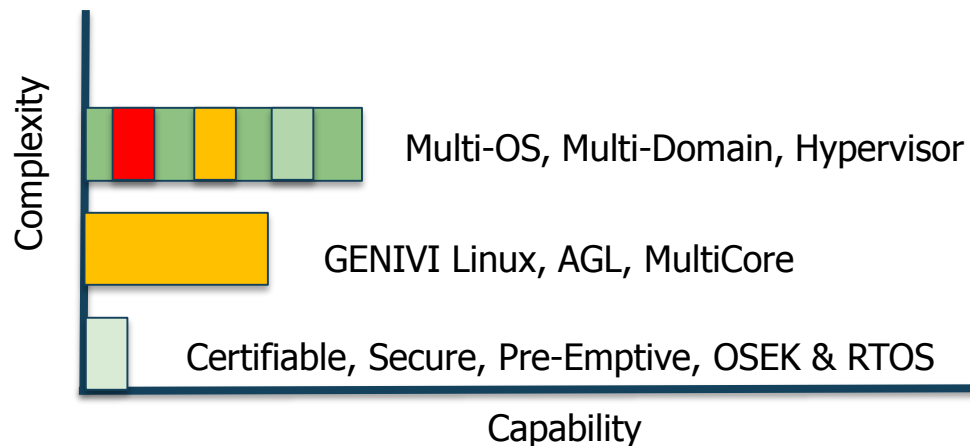 Complexity
Multi-OS, Multi-Domain, Hypervisor
GENIVI Linux, AGL, MultiCore
Certifiable, Secure, Pre-Emptive, OSEK & RTOS
Capability